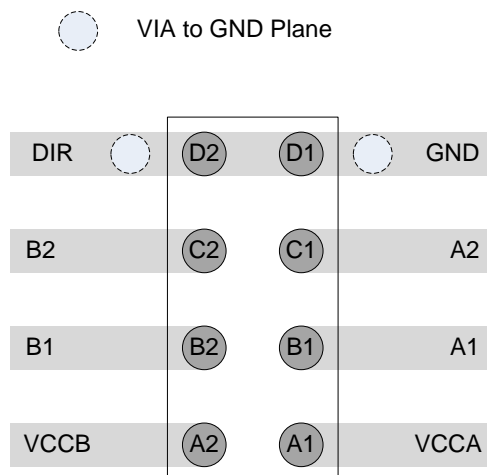 VIA to GND Plane
DIR D2 D1 GND
B2 C2 C1 A2
B1 B2 B1 A1
VCCB A2 A1 VCCA